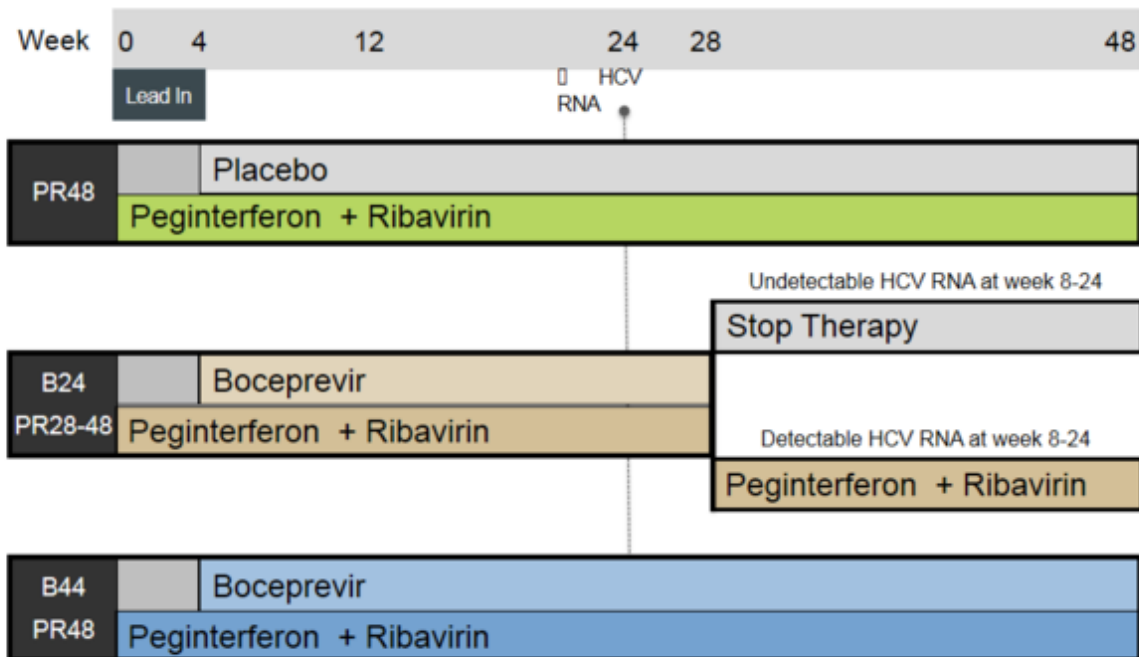 Week 0 4 12 24 28 48
Lead In
▯ HCV
RNA
PR48
Placebo
Peginterferon + Ribavirin
Undetectable HCV RNA at week 8-24
Stop Therapy
B24
PR28-48
Boceprevir
Peginterferon + Ribavirin
Detectable HCV RNA at week 8-24
Peginterferon + Ribavirin
B44
PR48
Boceprevir
Peginterferon + Ribavirin